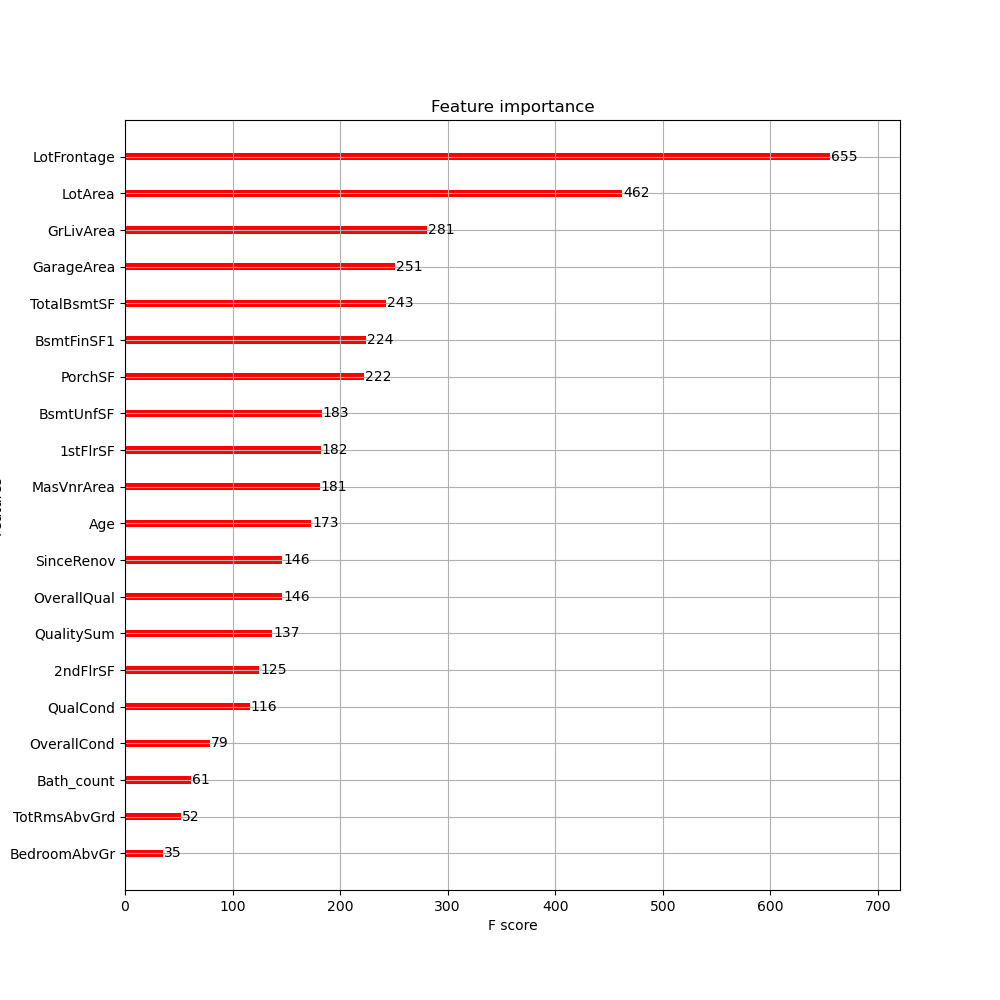 Feature importance
LotFrontage 655
LotArea 462
GrLivArea 281
GarageArea 251
TotalBsmtSF 243
BsmtFinSF1 224
PorchSF 222
BsmtUnfSF 183
1stFlrSF 182
MasVnrArea 181
Age 173
SinceRenov 146
OverallQual 146
QualitySum 137
2ndFlrSF 125
QualCond 116
OverallCond 79
Bath_count 61
TotRmsAbvGrd 52
BedroomAbvGr 35
0 100 200 300 400 500 600 700
F score